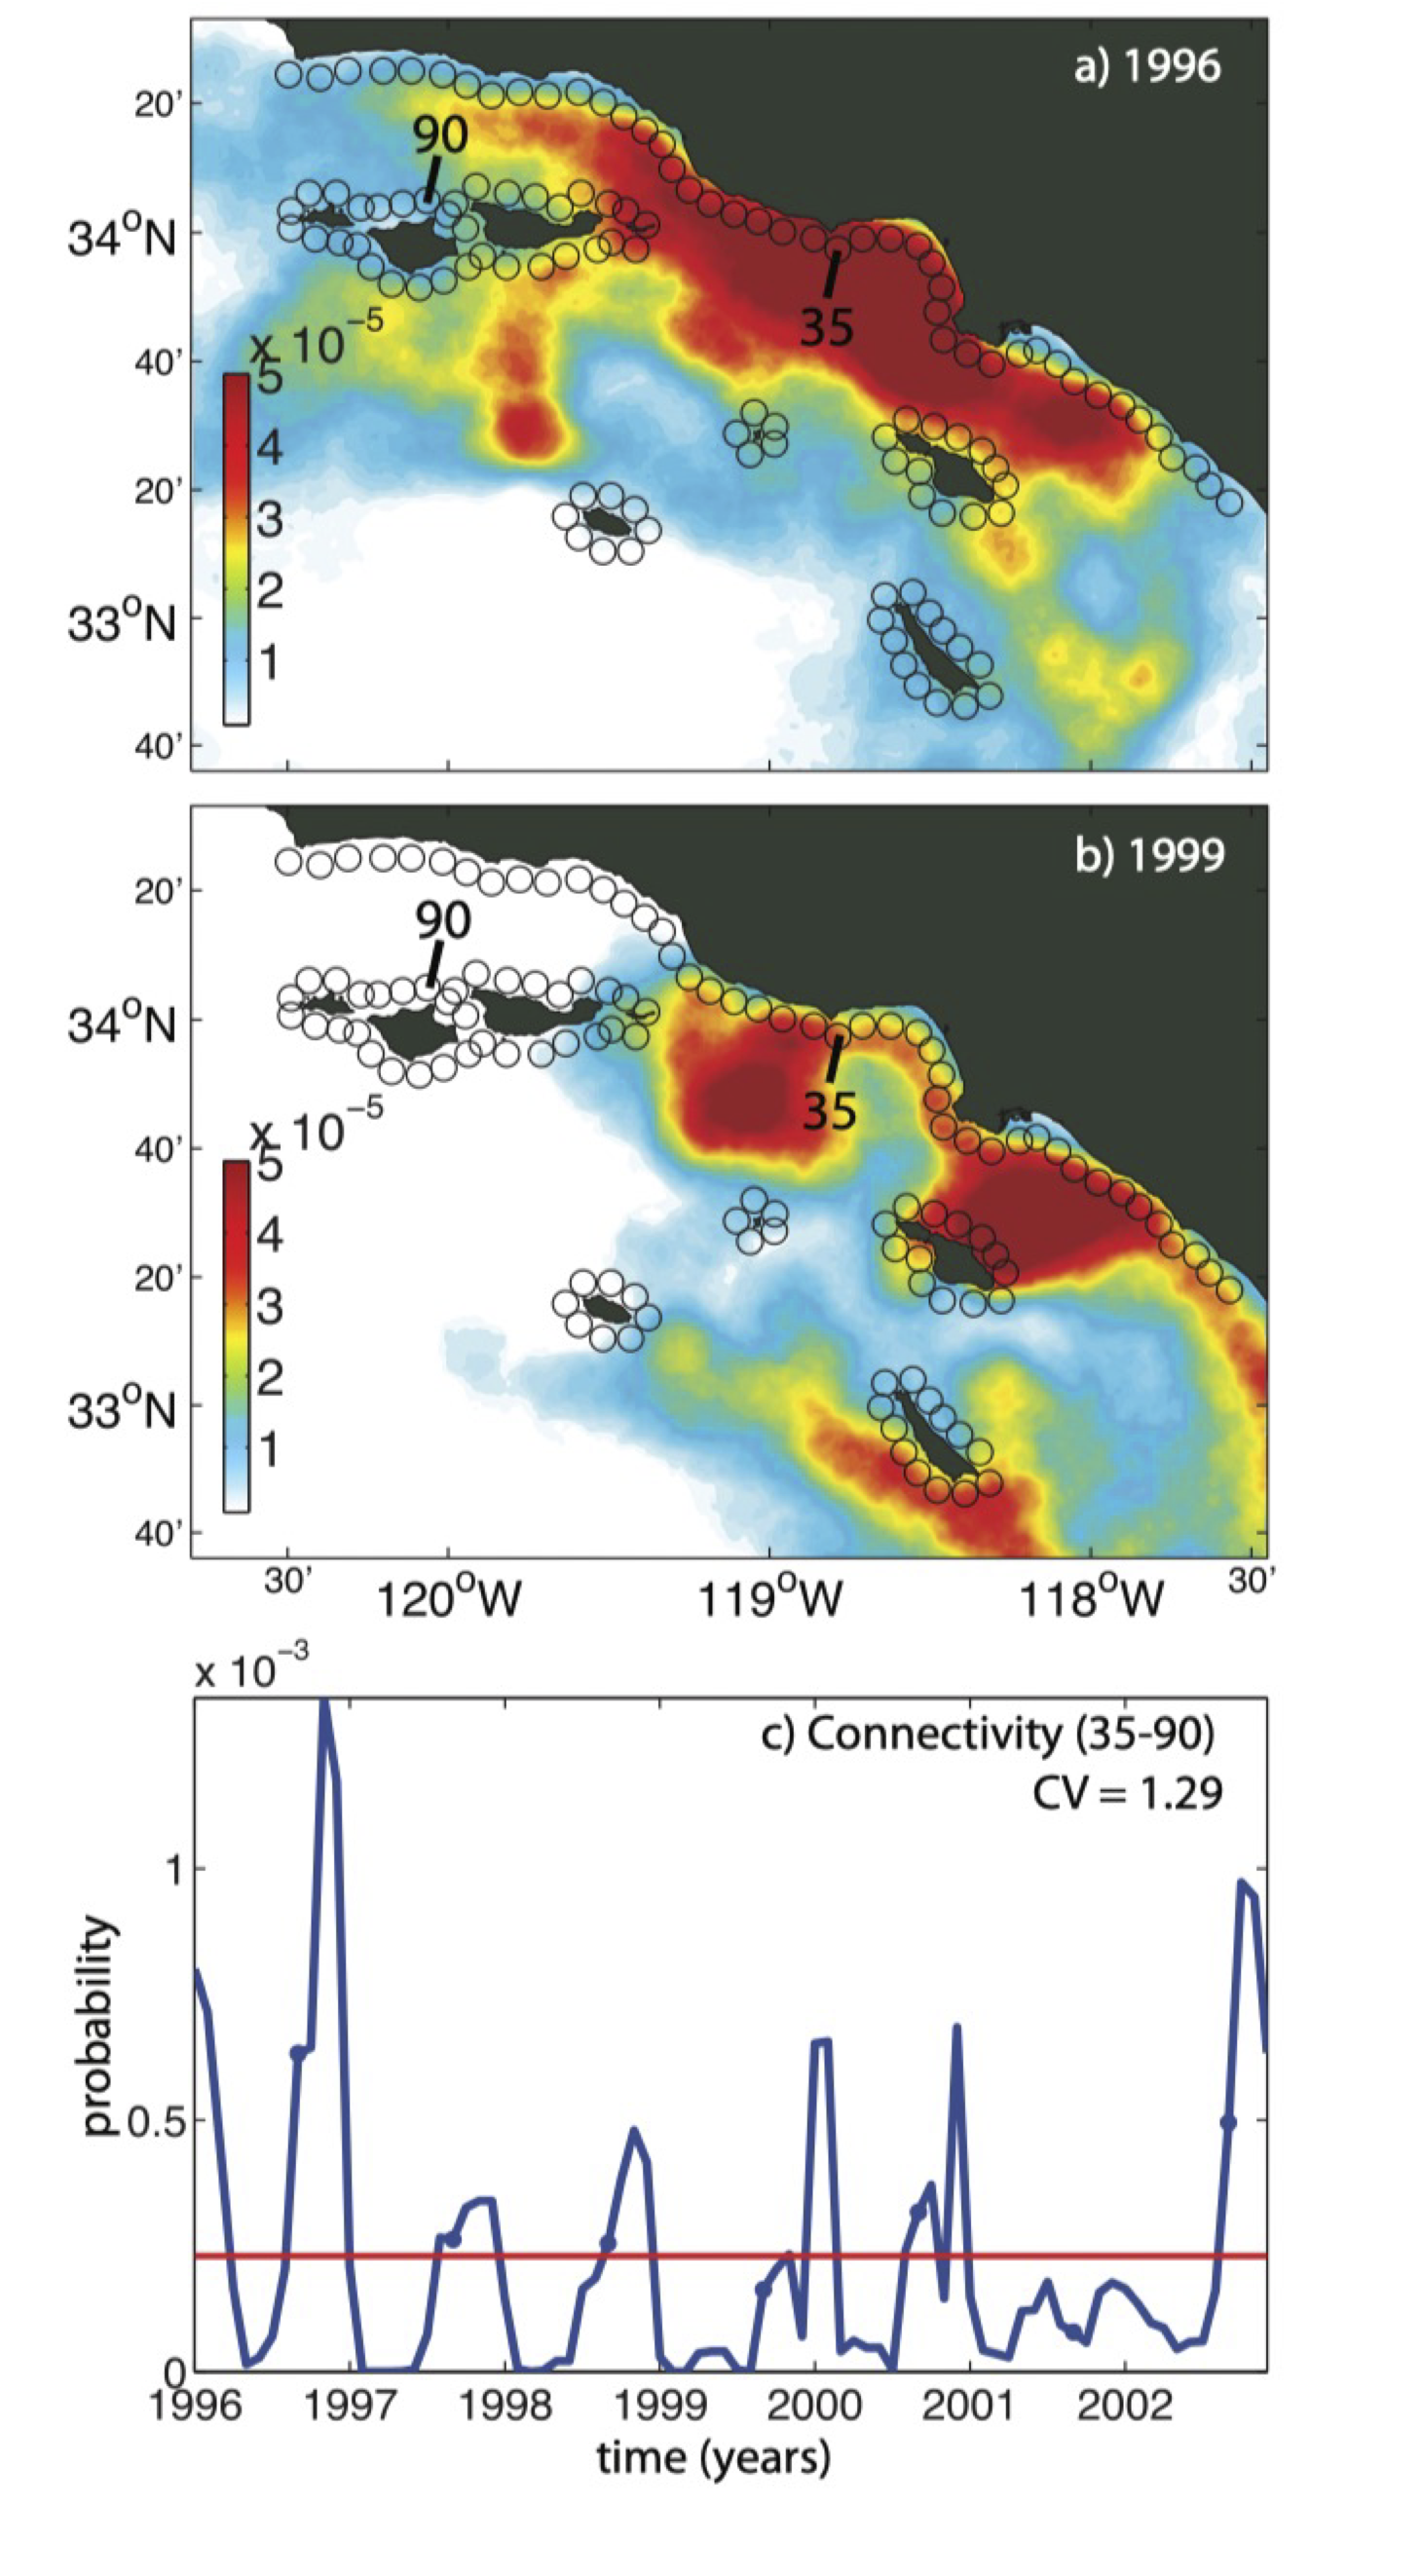 a) 1996
20'
90
34°N
35
x 10⁻⁵
40'
5
4
20'
3
2
33°N
1
40'
b) 1999
20'
90
34°N
35
x 10⁻⁵
40'
5
4
20'
3
2
33°N
1
40'
30' 120°W 119°W 118°W 30'
x 10⁻³
c) Connectivity (35-90)
CV = 1.29
1
probability
0.5
0
1996 1997 1998 1999 2000 2001 2002
time (years)